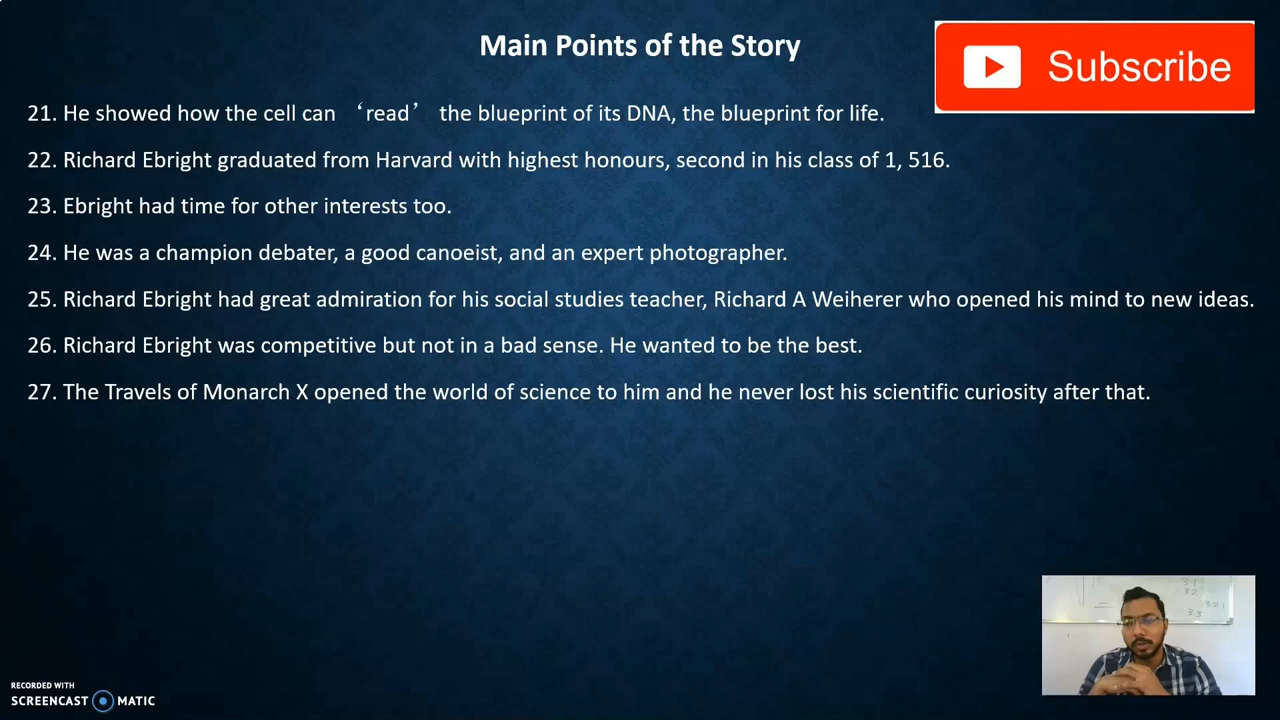 Main Points of the Story
Subscribe
21. He showed how the cell can ‘read’ the blueprint of its DNA, the blueprint for life.
22. Richard Ebright graduated from Harvard with highest honours, second in his class of 1, 516.
23. Ebright had time for other interests too.
24. He was a champion debater, a good canoeist, and an expert photographer.
25. Richard Ebright had great admiration for his social studies teacher, Richard A Weiherer who opened his mind to new ideas.
26. Richard Ebright was competitive but not in a bad sense. He wanted to be the best.
27. The Travels of Monarch X opened the world of science to him and he never lost his scientific curiosity after that.
RECORDED WITH
SCREENCAST MATIC